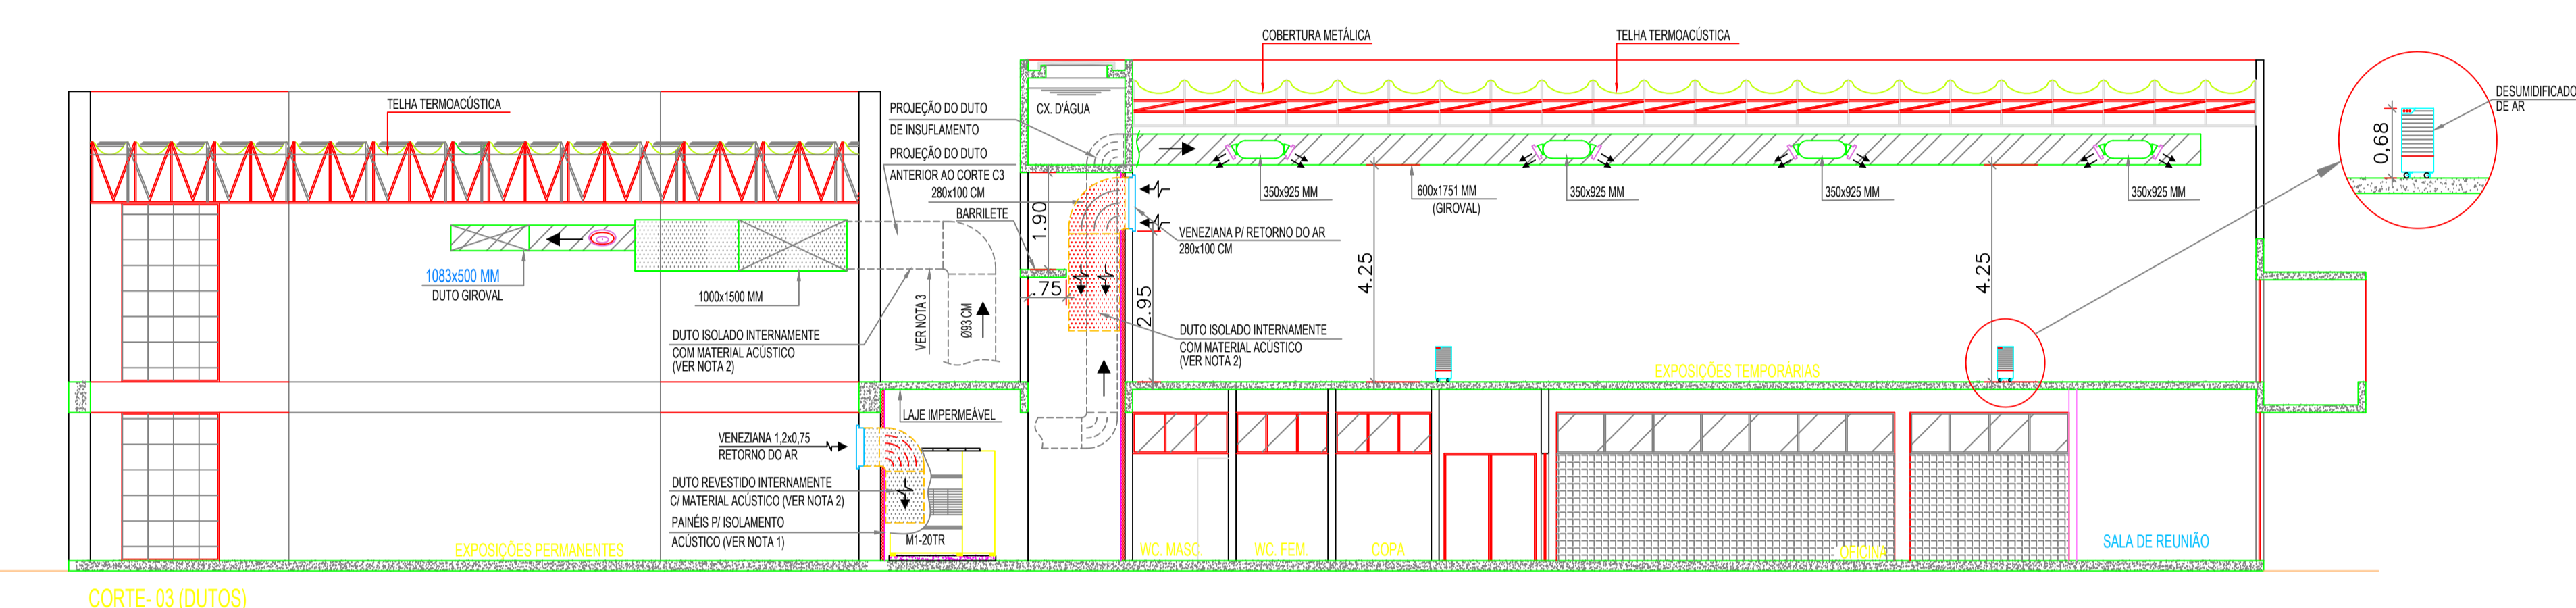 COBERTURA METÁLICA
TELHA TERMOACÚSTICA
TELHA TERMOACÚSTICA
PROJEÇÃO DO DUTO
DE INSUFLAMENTO
PROJEÇÃO DO DUTO
ANTERIOR AO CORTE C3
280x100 CM
BARRILETE
CX. D'ÁGUA
1.90
.75
2.95
4.25
4.25
350x925 MM
600x1751 MM
(GIROVAL)
350x925 MM
350x925 MM
350x925 MM
VENEZIANA P/ RETORNO DO AR
280x100 CM
DESUMIDIFICADO
DE AR
0,68
1083x500 MM
DUTO GIROVAL
1000x1500 MM
VER NOTA 3
Ø93 CM
DUTO ISOLADO INTERNAMENTE
COM MATERIAL ACÚSTICO
(VER NOTA 2)
DUTO ISOLADO INTERNAMENTE
COM MATERIAL ACÚSTICO
(VER NOTA 2)
EXPOSIÇÕES TEMPORÁRIAS
LAJE IMPERMEÁVEL
VENEZIANA 1,2x0,75
RETORNO DO AR
DUTO REVESTIDO INTERNAMENTE
C/ MATERIAL ACÚSTICO (VER NOTA 2)
PAINÉIS P/ ISOLAMENTO
ACÚSTICO (VER NOTA 1)
M1-20TR
EXPOSIÇÕES PERMANENTES
WC. MASC.
WC. FEM.
COPA
OFICINA
SALA DE REUNIÃO
CORTE- 03 (DUTOS)